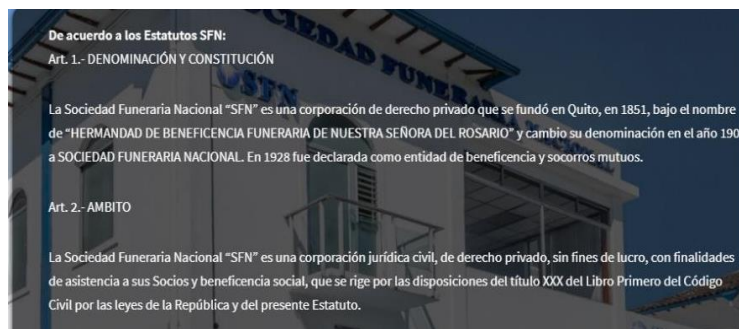 De acuerdo a los Estatutos SFN:
Art. 1.- DENOMINACIÓN Y CONSTITUCIÓN
La Sociedad Funeraria Nacional “SFN” es una corporación de derecho privado que se fundó en Quito, en 1851, bajo el nombre
de “HERMANDAD DE BENEFICENCIA FUNERARIA DE NUESTRA SEÑORA DEL ROSARIO” y cambio su denominación en el año
a SOCIEDAD FUNERARIA NACIONAL. En 1928 fue declarada como entidad de beneficencia y socorros mutuos.
Art. 2.- AMBITO
La Sociedad Funeraria Nacional “SFN” es una corporación jurídica civil, de derecho privado, sin fines de lucro, con finalidades
de asistencia a sus Socios y beneficencia social, que se rige por las disposiciones del título XXX del Libro Primero del Código
Civil por las leyes de la República y del presente Estatuto.
SOCIEDAD FUNERARIA
SFN